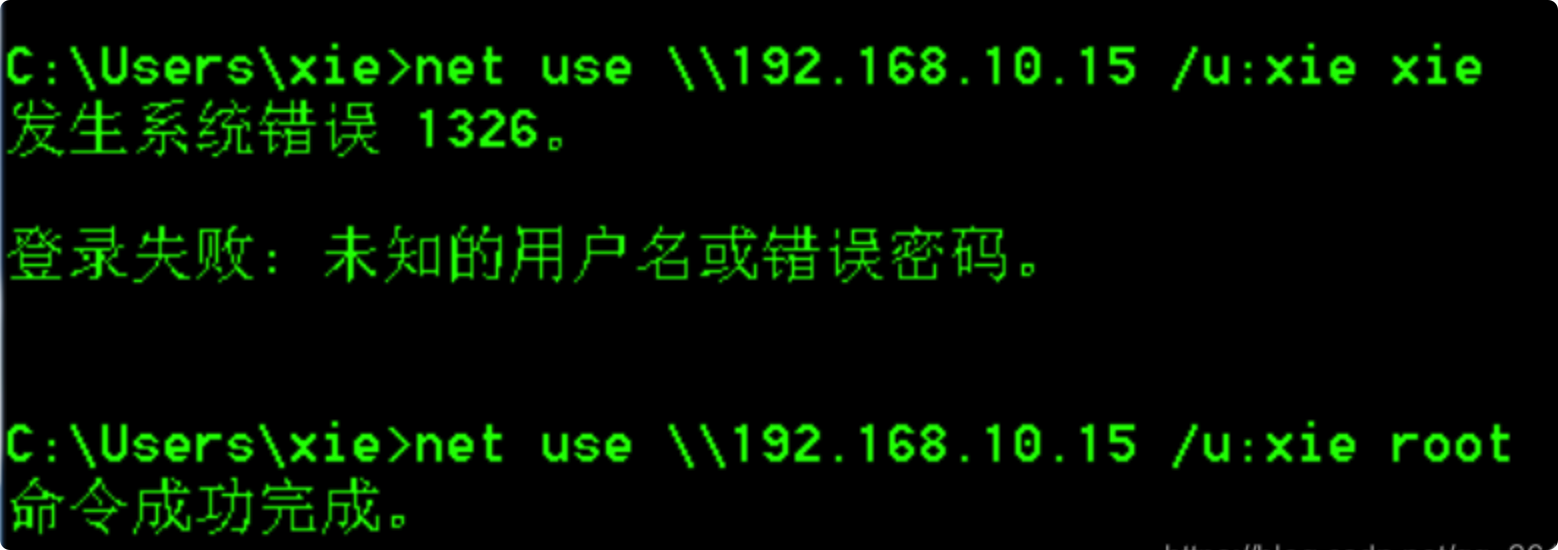 C:\Users\xie>net use \\192.168.10.15 /u:xie xie
发生系统错误 1326。
登录失败: 未知的用户名或错误密码。
C:\Users\xie>net use \\192.168.10.15 /u:xie root
命令成功完成。